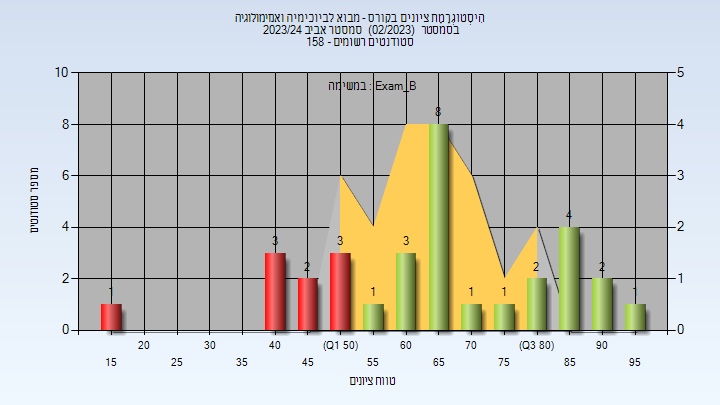 היסטוגרמת ציונים בקורס - מבוא לביוכימיה ואנזימולוגיה
בסמסטר (02/2023) סמסטר אביב 2023/24
סטודנטים רשומים - 158
במשימה : Exam_B
10 8 6 4 2 0
מספר סטודנטים
5 4 3 2 1 0
1 3 2 3 1 3 8 1 1 2 4 2 1
20 30 40 (Q1 50) 60 70 (Q3 80) 90
15 25 35 45 55 65 75 85 95
טווח ציונים